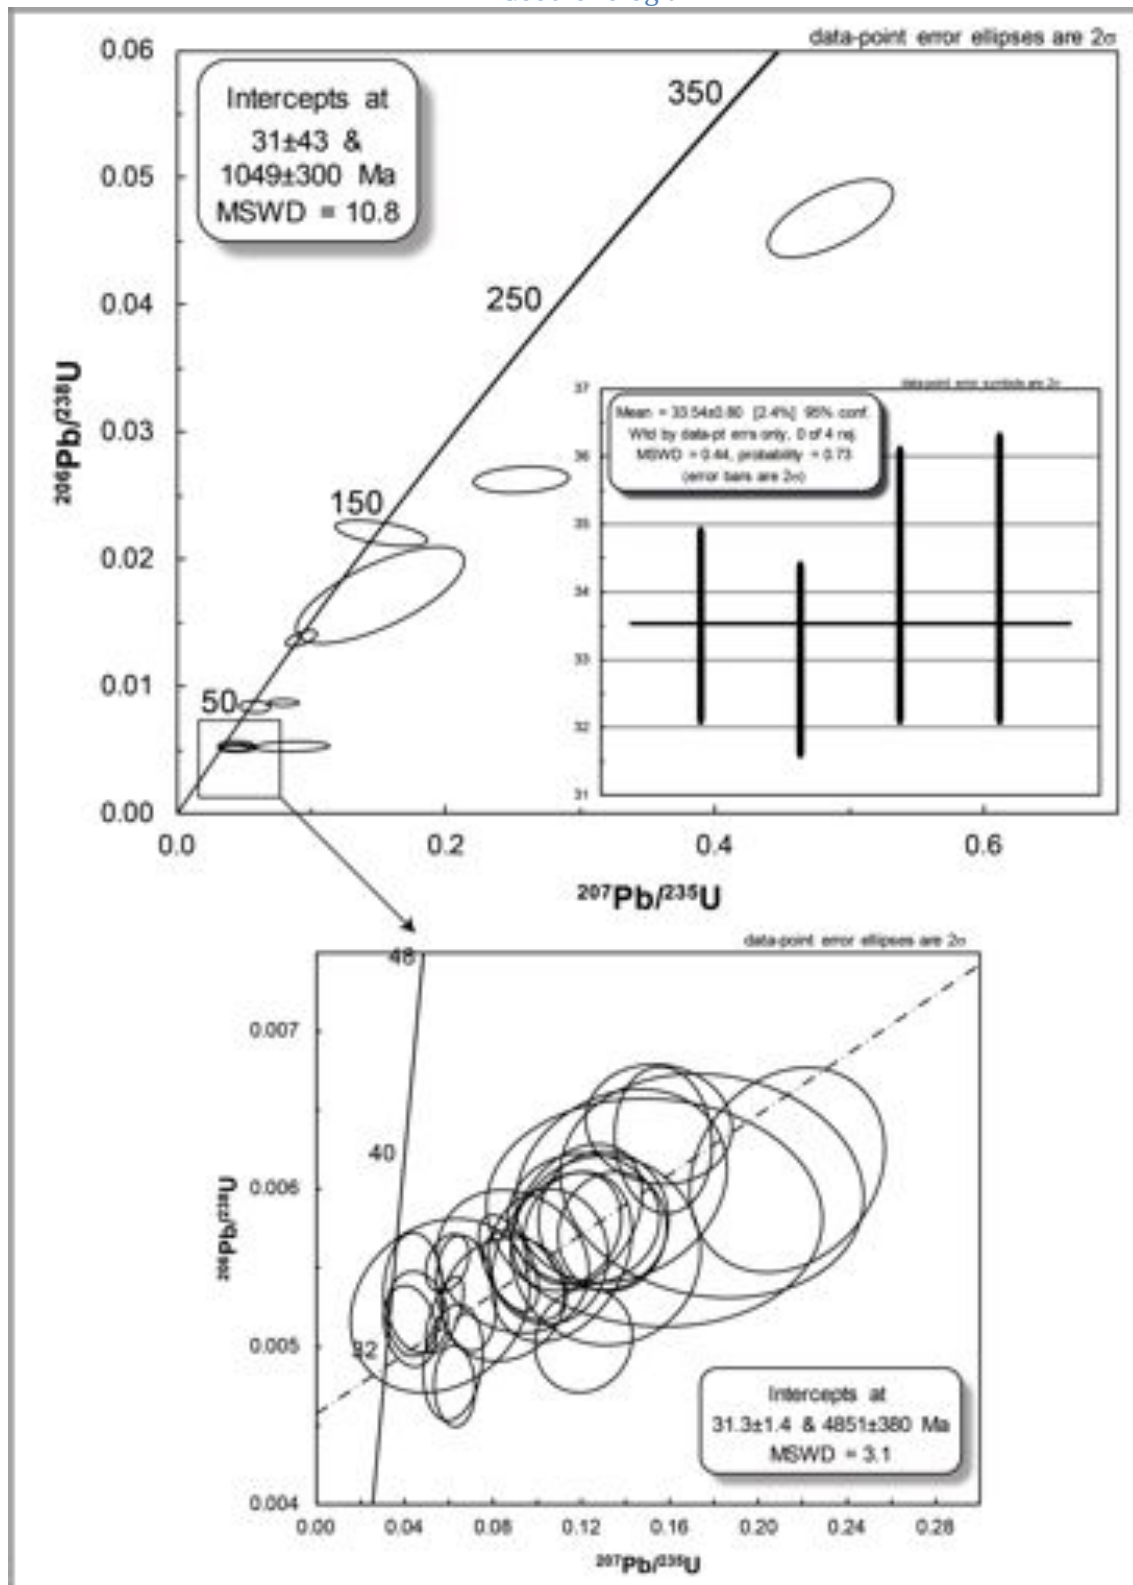 data-point error ellipses are 2σ
0.06
350
Intercepts at
31±43 &
1049±300 Ma
MSWD = 10.8
0.05
250
0.04
²⁰⁶Pb/²³⁸U
data-point error symbols are 2σ
37
Mean = 33.54±0.80 [2.4%] 95% conf.
Wtd by data-pt errs only, 0 of 4 rej.
MSWD = 0.44, probability = 0.73
(error bars are 2σ)
36
35
34
33
32
31
0.03
150
0.02
0.01
50
0.00
0.0 0.2 0.4 0.6
²⁰⁷Pb/²³⁵U
data-point error ellipses are 2σ
48
0.007
40
0.006
²⁰⁶Pb/²³⁸U
32
0.005
Intercepts at
31.3±1.4 & 4851±380 Ma
MSWD = 3.1
0.004
0.00 0.04 0.08 0.12 0.16 0.20 0.24 0.28
²⁰⁷Pb/²³⁵U